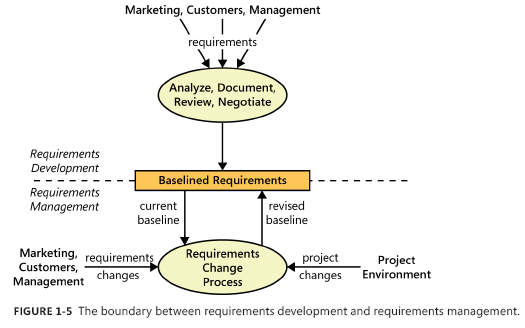 Marketing, Customers, Management
requirements
Analyze, Document,
Review, Negotiate
Requirements
Development
Baselined Requirements
Requirements
Management
current
baseline
revised
baseline
Marketing,
Customers,
Management
requirements
changes
Requirements
Change
Process
project
changes
Project
Environment
FIGURE 1-5 The boundary between requirements development and requirements management.